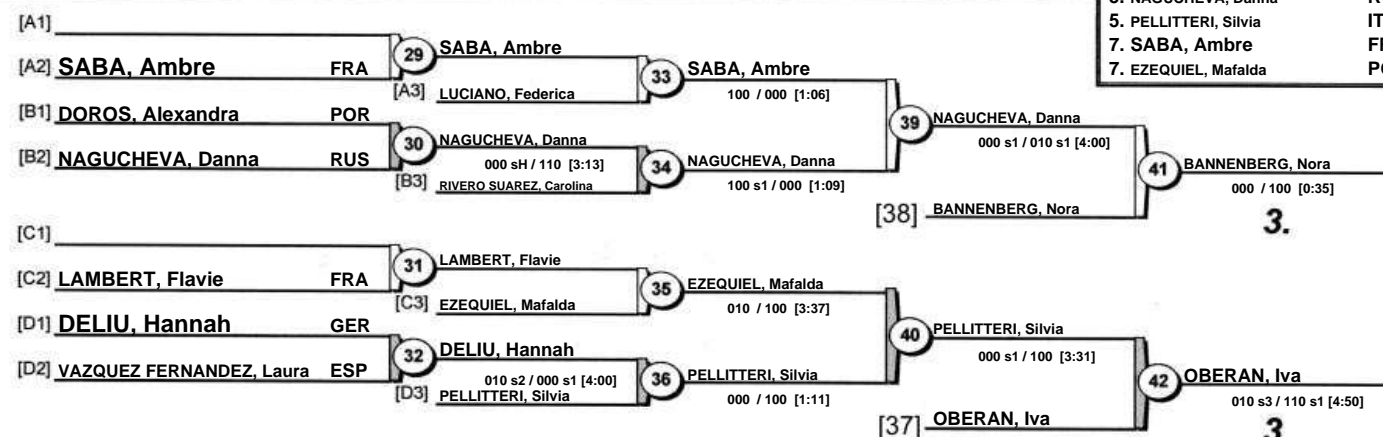 5. PELLITTERI, Silvia
7. SABA, Ambre
7. EZEQUIEL, Mafalda
[A1]
[A2] SABA, Ambre FRA
29 SABA, Ambre
[A3] LUCIANO, Federica
33 SABA, Ambre
100 / 000 [1:06]
[B1] DOROS, Alexandra POR
[B2] NAGUCHEVA, Danna RUS
30 NAGUCHEVA, Danna
000 sH / 110 [3:13]
[B3] RIVERO SUAREZ, Carolina
34 NAGUCHEVA, Danna
100 s1 / 000 [1:09]
39 NAGUCHEVA, Danna
000 s1 / 010 s1 [4:00]
[38] BANNENBERG, Nora
41 BANNENBERG, Nora
000 / 100 [0:35]
3.
[C1]
[C2] LAMBERT, Flavie FRA
31 LAMBERT, Flavie
[C3] EZEQUIEL, Mafalda
35 EZEQUIEL, Mafalda
010 / 100 [3:37]
[D1] DELIU, Hannah GER
[D2] VAZQUEZ FERNANDEZ, Laura ESP
32 DELIU, Hannah
010 s2 / 000 s1 [4:00]
[D3] PELLITTERI, Silvia
36 PELLITTERI, Silvia
000 / 100 [1:11]
40 PELLITTERI, Silvia
000 s1 / 100 [3:31]
[37] OBERAN, Iva
42 OBERAN, Iva
010 s3 / 110 s1 [4:50]
3